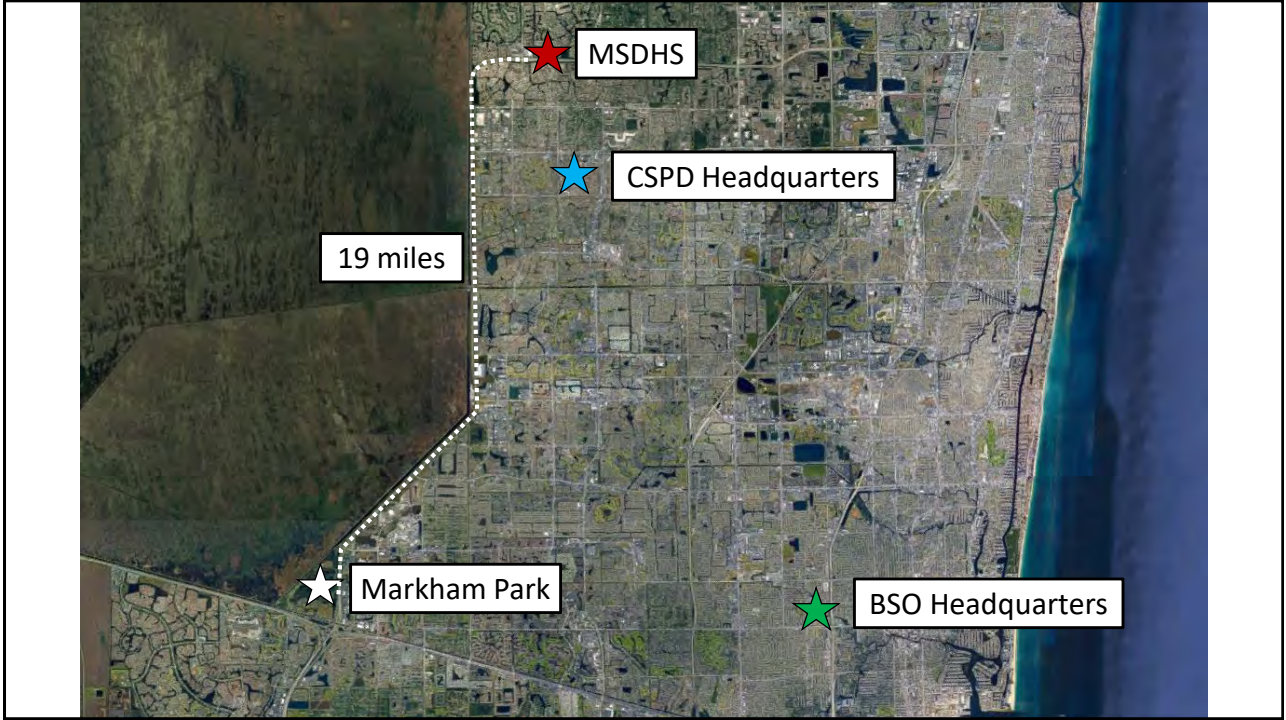 MSDHS
CSPD Headquarters
19 miles
Markham Park
BSO Headquarters